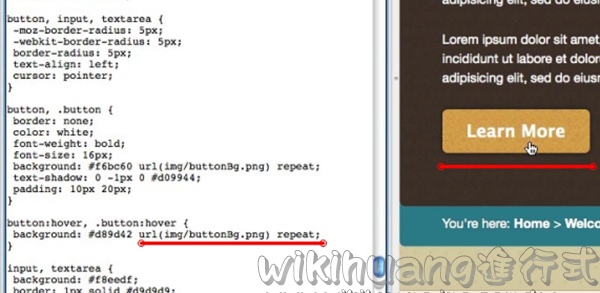 button, input, textarea {
-moz-border-radius: 5px;
-webkit-border-radius: 5px;
border-radius: 5px;
text-align: left;
cursor: pointer;
}
button, .button {
border: none;
color: white;
font-weight: bold;
font-size: 16px;
background: #f6bc60 url(img/buttonBg.png) repeat;
text-shadow: 0 -1px 0 #d09944;
padding: 10px 20px;
}
button:hover, .button:hover {
background: #d89d42 url(img/buttonBg.png) repeat;
}
input, textarea {
background: #f8eedf;
border: 1px solid #d9d9d9;
adipisicing elit, sed do eiusm
Lorem ipsum dolor sit amet,
incididunt ut labore et dolore
adipisicing elit, sed do eiusm
Learn More
You're here: Home > Welco
wikihuang進行式